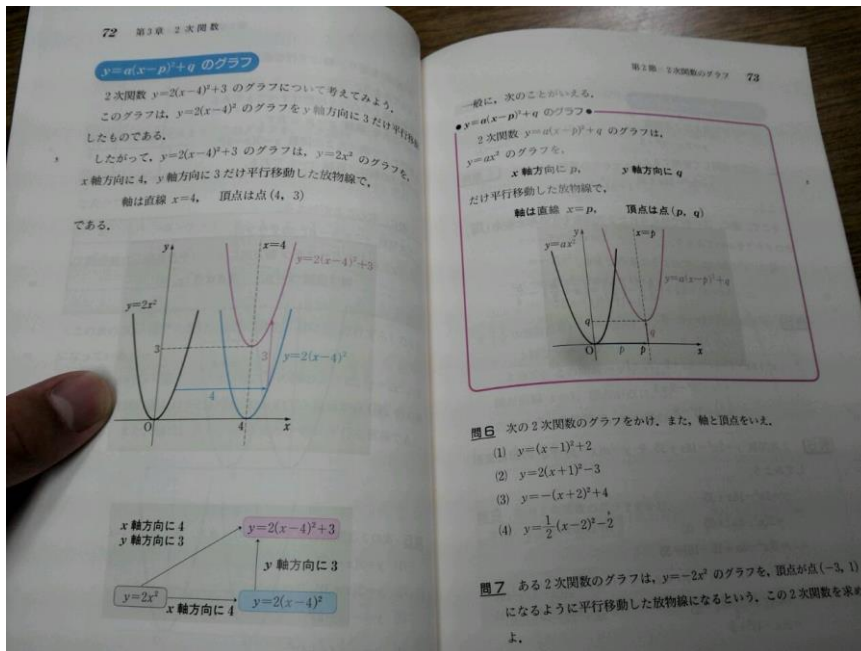 72 第3章 2次関数
y=a(x−p)²+q のグラフ
2次関数 y=2(x−4)²+3 のグラフについて考えてみよう.
このグラフは, y=2(x−4)² のグラフを y 軸方向に 3 だけ平行移動
したものである.
したがって, y=2(x−4)²+3 のグラフは, y=2x² のグラフを,
x 軸方向に 4, y 軸方向に 3 だけ平行移動した放物線で,
軸は直線 x=4, 頂点は点 (4, 3)
である.
y
x=4
y=2(x−4)²+3
y=2x²
3
3
y=2(x−4)²
4
O
4
x
x 軸方向に 4
y 軸方向に 3
y=2(x−4)²+3
y 軸方向に 3
y=2x²
x 軸方向に 4
y=2(x−4)²
第2節 2次関数のグラフ 73
一般に, 次のことがいえる.
y=a(x−p)²+q のグラフ
2次関数 y=a(x−p)²+q のグラフは,
y=ax² のグラフを,
x 軸方向に p, y 軸方向に q
だけ平行移動した放物線で,
軸は直線 x=p, 頂点は点 (p, q)
y
x=p
y=ax²
y=a(x−p)²+q
q
q
O
p
p
x
問6 次の2次関数のグラフをかけ. また, 軸と頂点をいえ.
(1) y=(x−1)²+2
(2) y=2(x+1)²−3
(3) y=−(x+2)²+4
(4) y=1/2(x−2)²−2
問7 ある2次関数のグラフは, y=−2x² のグラフを, 頂点が点(−3, 1)
になるように平行移動した放物線になるという. この2次関数を求め
よ.